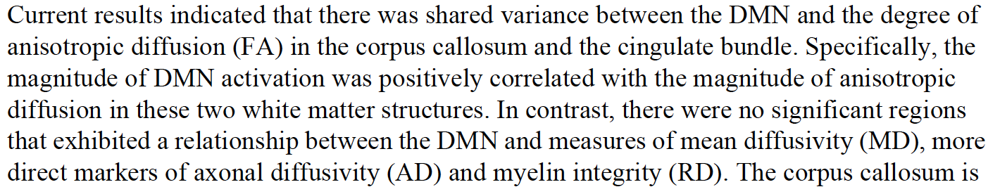 Current results indicated that there was shared variance between the DMN and the degree of
anisotropic diffusion (FA) in the corpus callosum and the cingulate bundle. Specifically, the
magnitude of DMN activation was positively correlated with the magnitude of anisotropic
diffusion in these two white matter structures. In contrast, there were no significant regions
that exhibited a relationship between the DMN and measures of mean diffusivity (MD), more
direct markers of axonal diffusivity (AD) and myelin integrity (RD). The corpus callosum is